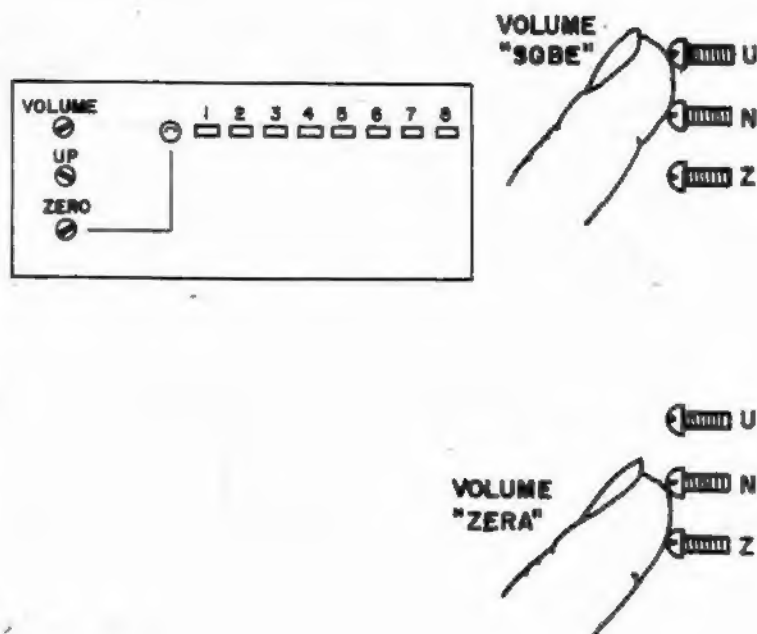 VOLUME
"SOBE"
U
N
Z
VOLUME
UP
ZERO
1 2 3 4 5 6 7 8
U
N
Z
VOLUME
"ZERA"